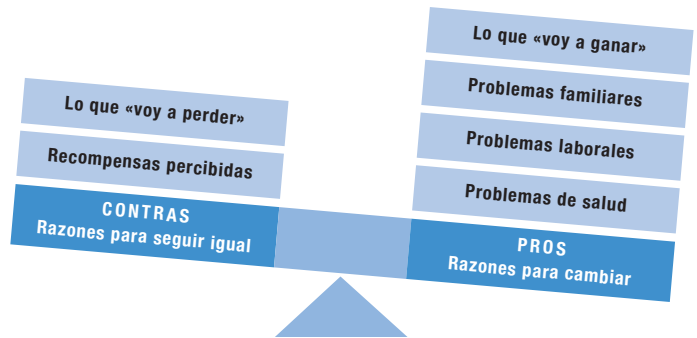 Lo que «voy a perder»
Recompensas percibidas
CONTRAS
Razones para seguir igual
Lo que «voy a ganar»
Problemas familiares
Problemas laborales
Problemas de salud
PROS
Razones para cambiar